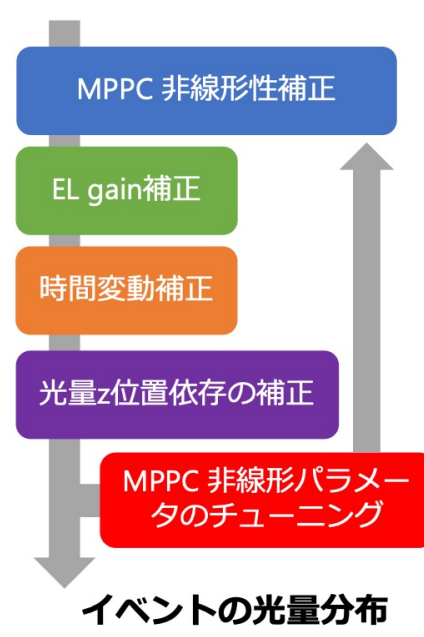 MPPC 非線形性補正
EL gain補正
時間変動補正
光量z位置依存の補正
MPPC 非線形パラメー
タのチューニング
イベントの光量分布